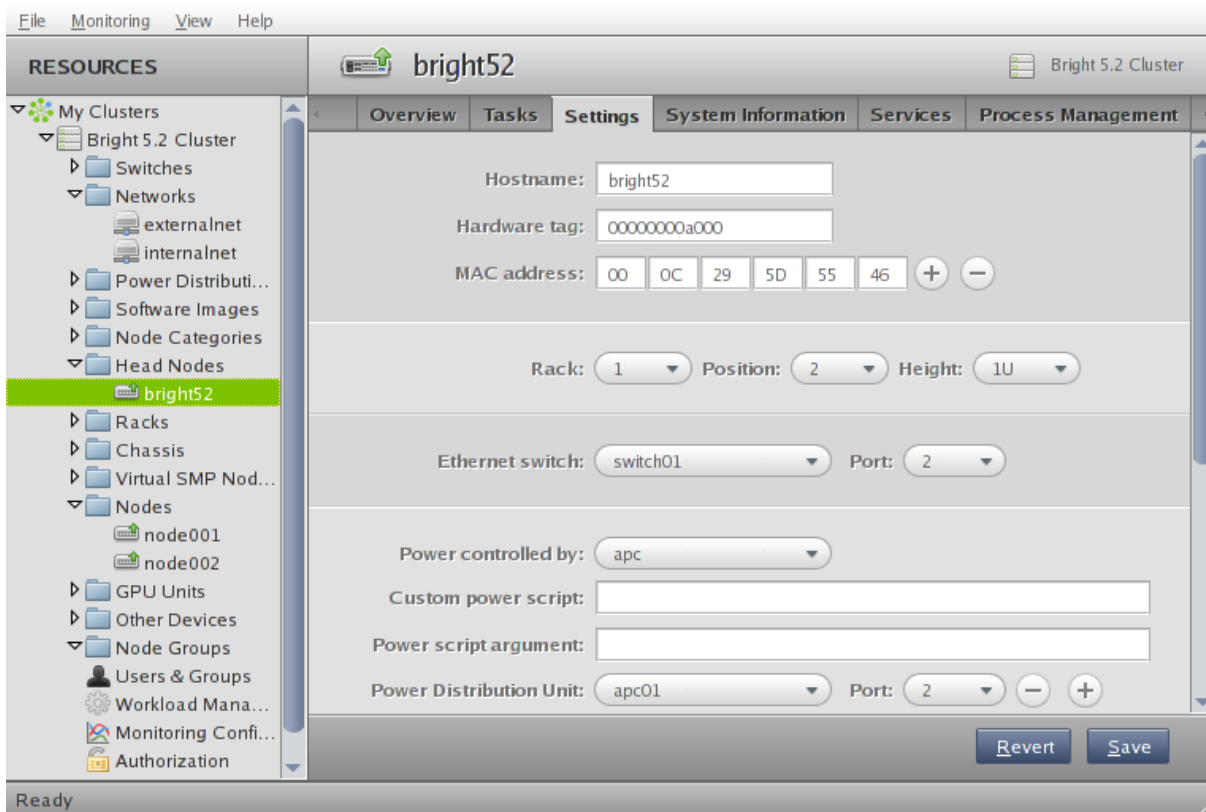 File Monitoring View Help
RESOURCES
bright52
Bright 5.2 Cluster
My Clusters
Bright 5.2 Cluster
Switches
Networks
externalnet
internalnet
Power Distributi...
Software Images
Node Categories
Head Nodes
bright52
Racks
Chassis
Virtual SMP Nod...
Nodes
node001
node002
GPU Units
Other Devices
Node Groups
Users & Groups
Workload Mana...
Monitoring Confi...
Authorization
Overview Tasks Settings System Information Services Process Management
Hostname: bright52
Hardware tag: 00000000a000
MAC address: 00 0C 29 5D 55 46
Rack: 1 Position: 2 Height: 1U
Ethernet switch: switch01 Port: 2
Power controlled by: apc
Custom power script:
Power script argument:
Power Distribution Unit: apc01 Port: 2
Revert Save
Ready